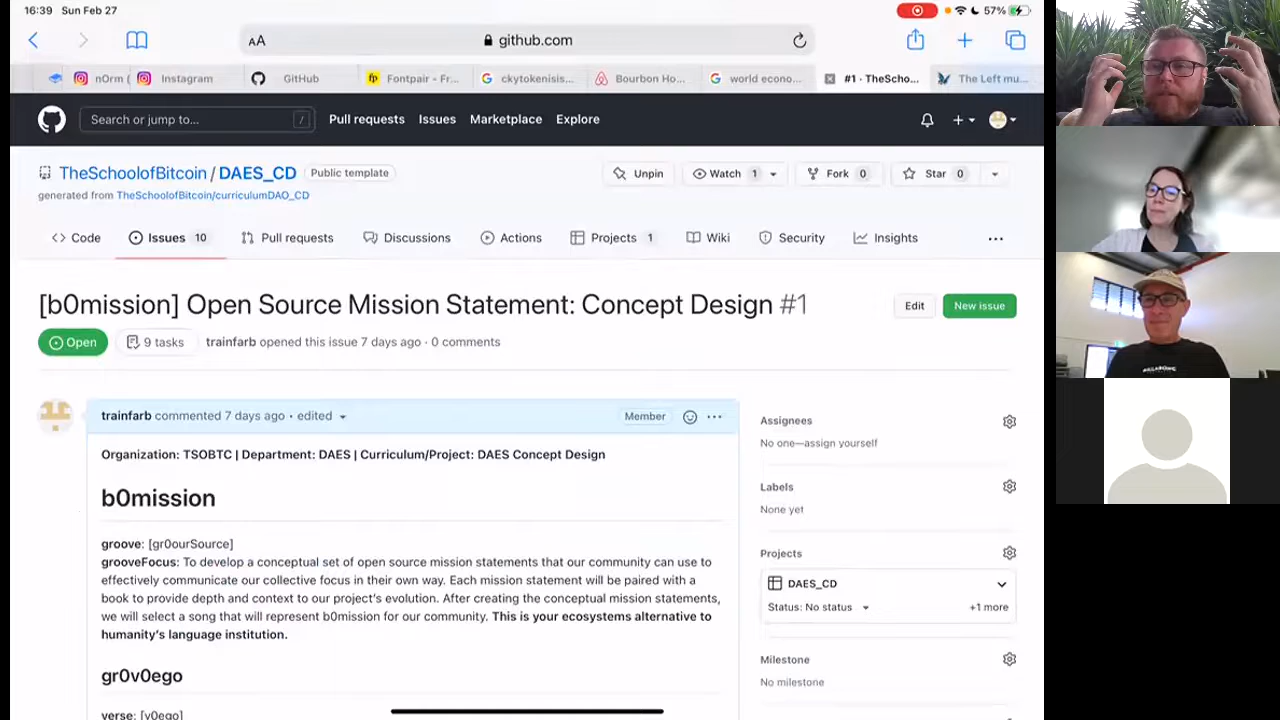 16:39 Sun Feb 27
57%
AA
github.com
nOrm (
Instagram
GitHub
Fontpair - Fr...
ckytokenisis...
Bourbon Ho...
world econo...
#1 · TheScho...
The Left mu...
Search or jump to...
/
Pull requests
Issues
Marketplace
Explore
TheSchoolofBitcoin / DAES_CD
Public template
Unpin
Watch 1
Fork 0
Star 0
generated from TheSchoolofBitcoin/curriculumDAO_CD
Code
Issues 10
Pull requests
Discussions
Actions
Projects 1
Wiki
Security
Insights
[b0mission] Open Source Mission Statement: Concept Design #1
Edit
New issue
Open
9 tasks
trainfarb opened this issue 7 days ago · 0 comments
trainfarb commented 7 days ago • edited
Member
Organization: TSOBTC | Department: DAES | Curriculum/Project: DAES Concept Design
b0mission
groove: [gr0ourSource]
grooveFocus: To develop a conceptual set of open source mission statements that our community can use to
effectively communicate our collective focus in their own way. Each mission statement will be paired with a
book to provide depth and context to our project's evolution. After creating the conceptual mission statements,
we will select a song that will represent b0mission for our community. This is your ecosystems alternative to
humanity's language institution.
gr0v0ego
verse: [v0ego]
Assignees
No one—assign yourself
Labels
None yet
Projects
DAES_CD
Status: No status
+1 more
Milestone
No milestone
BILLABONG